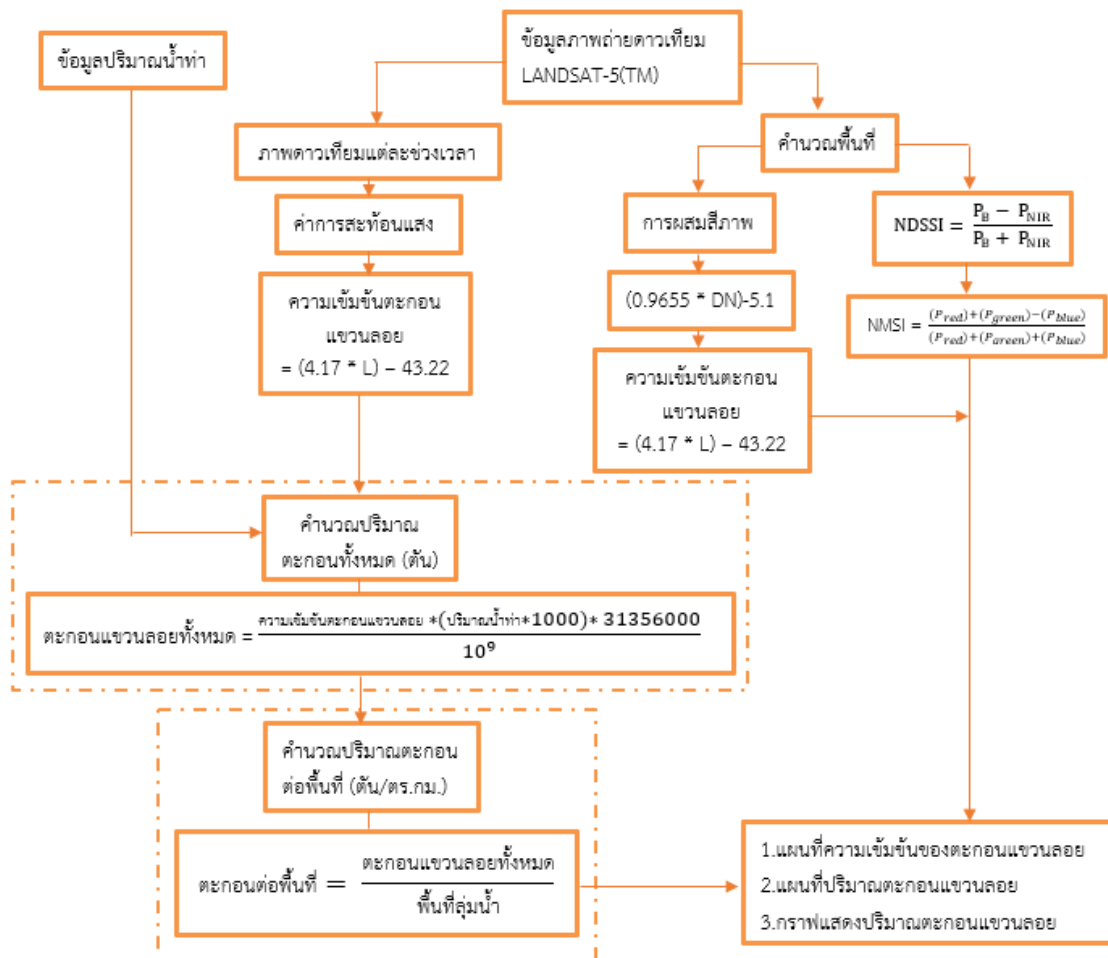 ข้อมูลปริมาณน้ำท่า
ข้อมูลภาพถ่ายดาวเทียม
LANDSAT-5(TM)
ภาพดาวเทียมแต่ละช่วงเวลา
คำนวณพื้นที่
ค่าการสะท้อนแสง
การผสมสีภาพ
NDSSI = (P_B − P_NIR) / (P_B + P_NIR)
ความเข้มข้นตะกอน
แขวนลอย
= (4.17 * L) – 43.22
(0.9655 * DN)-5.1
NMSI = ((P_red)+(P_green)−(P_blue)) / ((P_red)+(P_green)+(P_blue))
ความเข้มข้นตะกอน
แขวนลอย
= (4.17 * L) – 43.22
คำนวณปริมาณ
ตะกอนทั้งหมด (ตัน)
ตะกอนแขวนลอยทั้งหมด = (ความเข้มข้นตะกอนแขวนลอย *(ปริมาณน้ำท่า*1000)* 31356000) / 10⁹
คำนวณปริมาณตะกอน
ต่อพื้นที่ (ตัน/ตร.กม.)
ตะกอนต่อพื้นที่ = ตะกอนแขวนลอยทั้งหมด / พื้นที่ลุ่มน้ำ
1.แผนที่ความเข้มข้นของตะกอนแขวนลอย
2.แผนที่ปริมาณตะกอนแขวนลอย
3.กราฟแสดงปริมาณตะกอนแขวนลอย